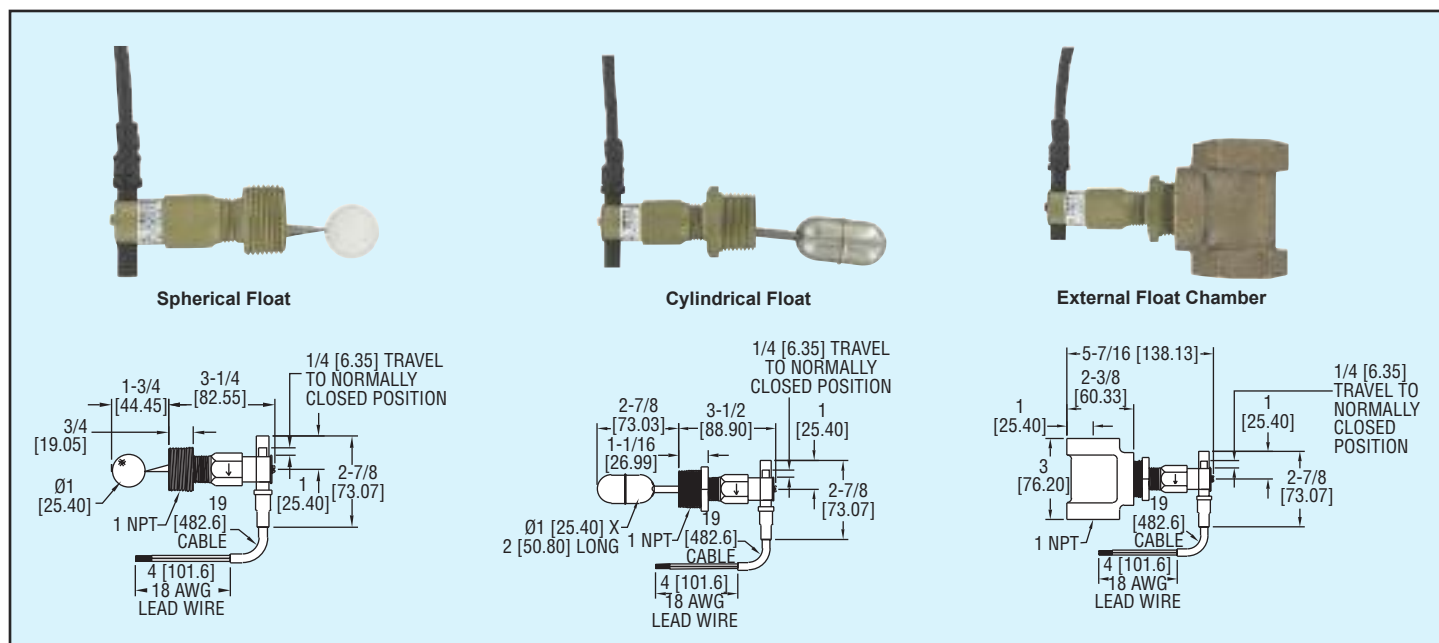 Spherical Float
Cylindrical Float
External Float Chamber
1/4 [6.35] TRAVEL
TO NORMALLY
CLOSED POSITION
1-3/4
[44.45]
3-1/4
[82.55]
3/4
[19.05]
Ø1
[25.40]
1 NPT
19
[482.6]
CABLE
1
[25.40]
2-7/8
[73.07]
4 [101.6]
18 AWG
LEAD WIRE
1/4 [6.35] TRAVEL
TO NORMALLY
CLOSED POSITION
2-7/8
[73.03]
3-1/2
[88.90]
1
[25.40]
1-1/16
[26.99]
2-7/8
[73.07]
Ø1 [25.40] X
2 [50.80] LONG
1 NPT
19
[482.6]
CABLE
4 [101.6]
18 AWG
LEAD WIRE
5-7/16 [138.13]
2-3/8
[60.33]
1
[25.40]
1
[25.40]
1/4 [6.35]
TRAVEL TO
NORMALLY
CLOSED
POSITION
3
[76.20]
2-7/8
[73.07]
1 NPT
19
[482.6]
CABLE
4 [101.6]
18 AWG
LEAD WIRE